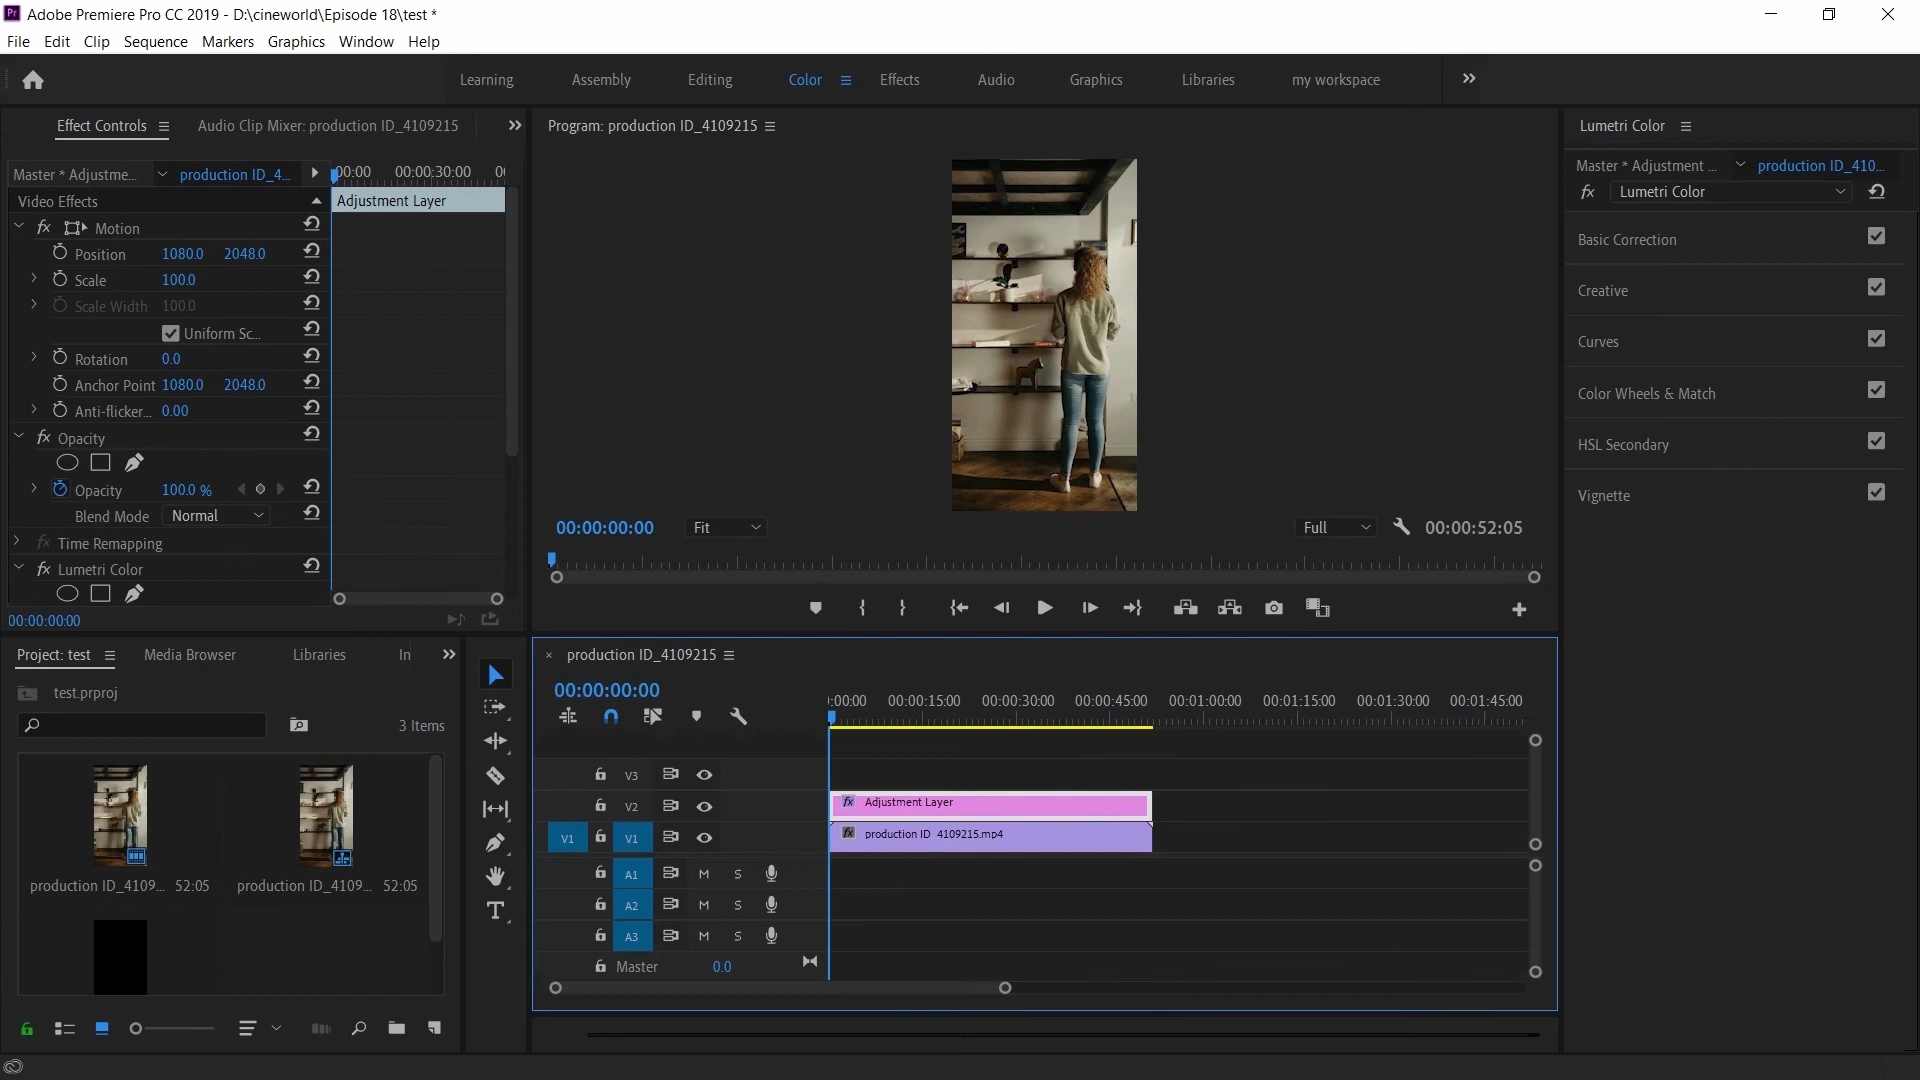 Adobe Premiere Pro CC 2019 - D:\cineworld\Episode 18\test *
File Edit Clip Sequence Markers Graphics Window Help
Learning Assembly Editing Color Effects Audio Graphics Libraries my workspace
Effect Controls Audio Clip Mixer: production ID_4109215
Program: production ID_4109215
Lumetri Color
Master * Adjustme... production ID_4...
00:00 00:00:30:00 0
Master * Adjustment ... production ID_410...
fx Lumetri Color
Video Effects
Adjustment Layer
fx Motion
Position 1080.0 2048.0
Scale 100.0
Scale Width 100.0
Uniform Sc...
Rotation 0.0
Anchor Point 1080.0 2048.0
Anti-flicker... 0.00
fx Opacity
Opacity 100.0 %
Blend Mode Normal
fx Time Remapping
fx Lumetri Color
00:00:00:00
Basic Correction
Creative
Curves
Color Wheels & Match
HSL Secondary
Vignette
00:00:00:00 Fit Full 00:00:52:05
Project: test Media Browser Libraries In
test.prproj
3 Items
production ID_4109... 52:05
production ID_4109... 52:05
× production ID_4109215
00:00:00:00
:00:00 00:00:15:00 00:00:30:00 00:00:45:00 00:01:00:00 00:01:15:00 00:01:30:00 00:01:45:00
V3
V2 fx Adjustment Layer
V1 V1 fx production ID_4109215.mp4
A1 M S
A2 M S
A3 M S
Master 0.0